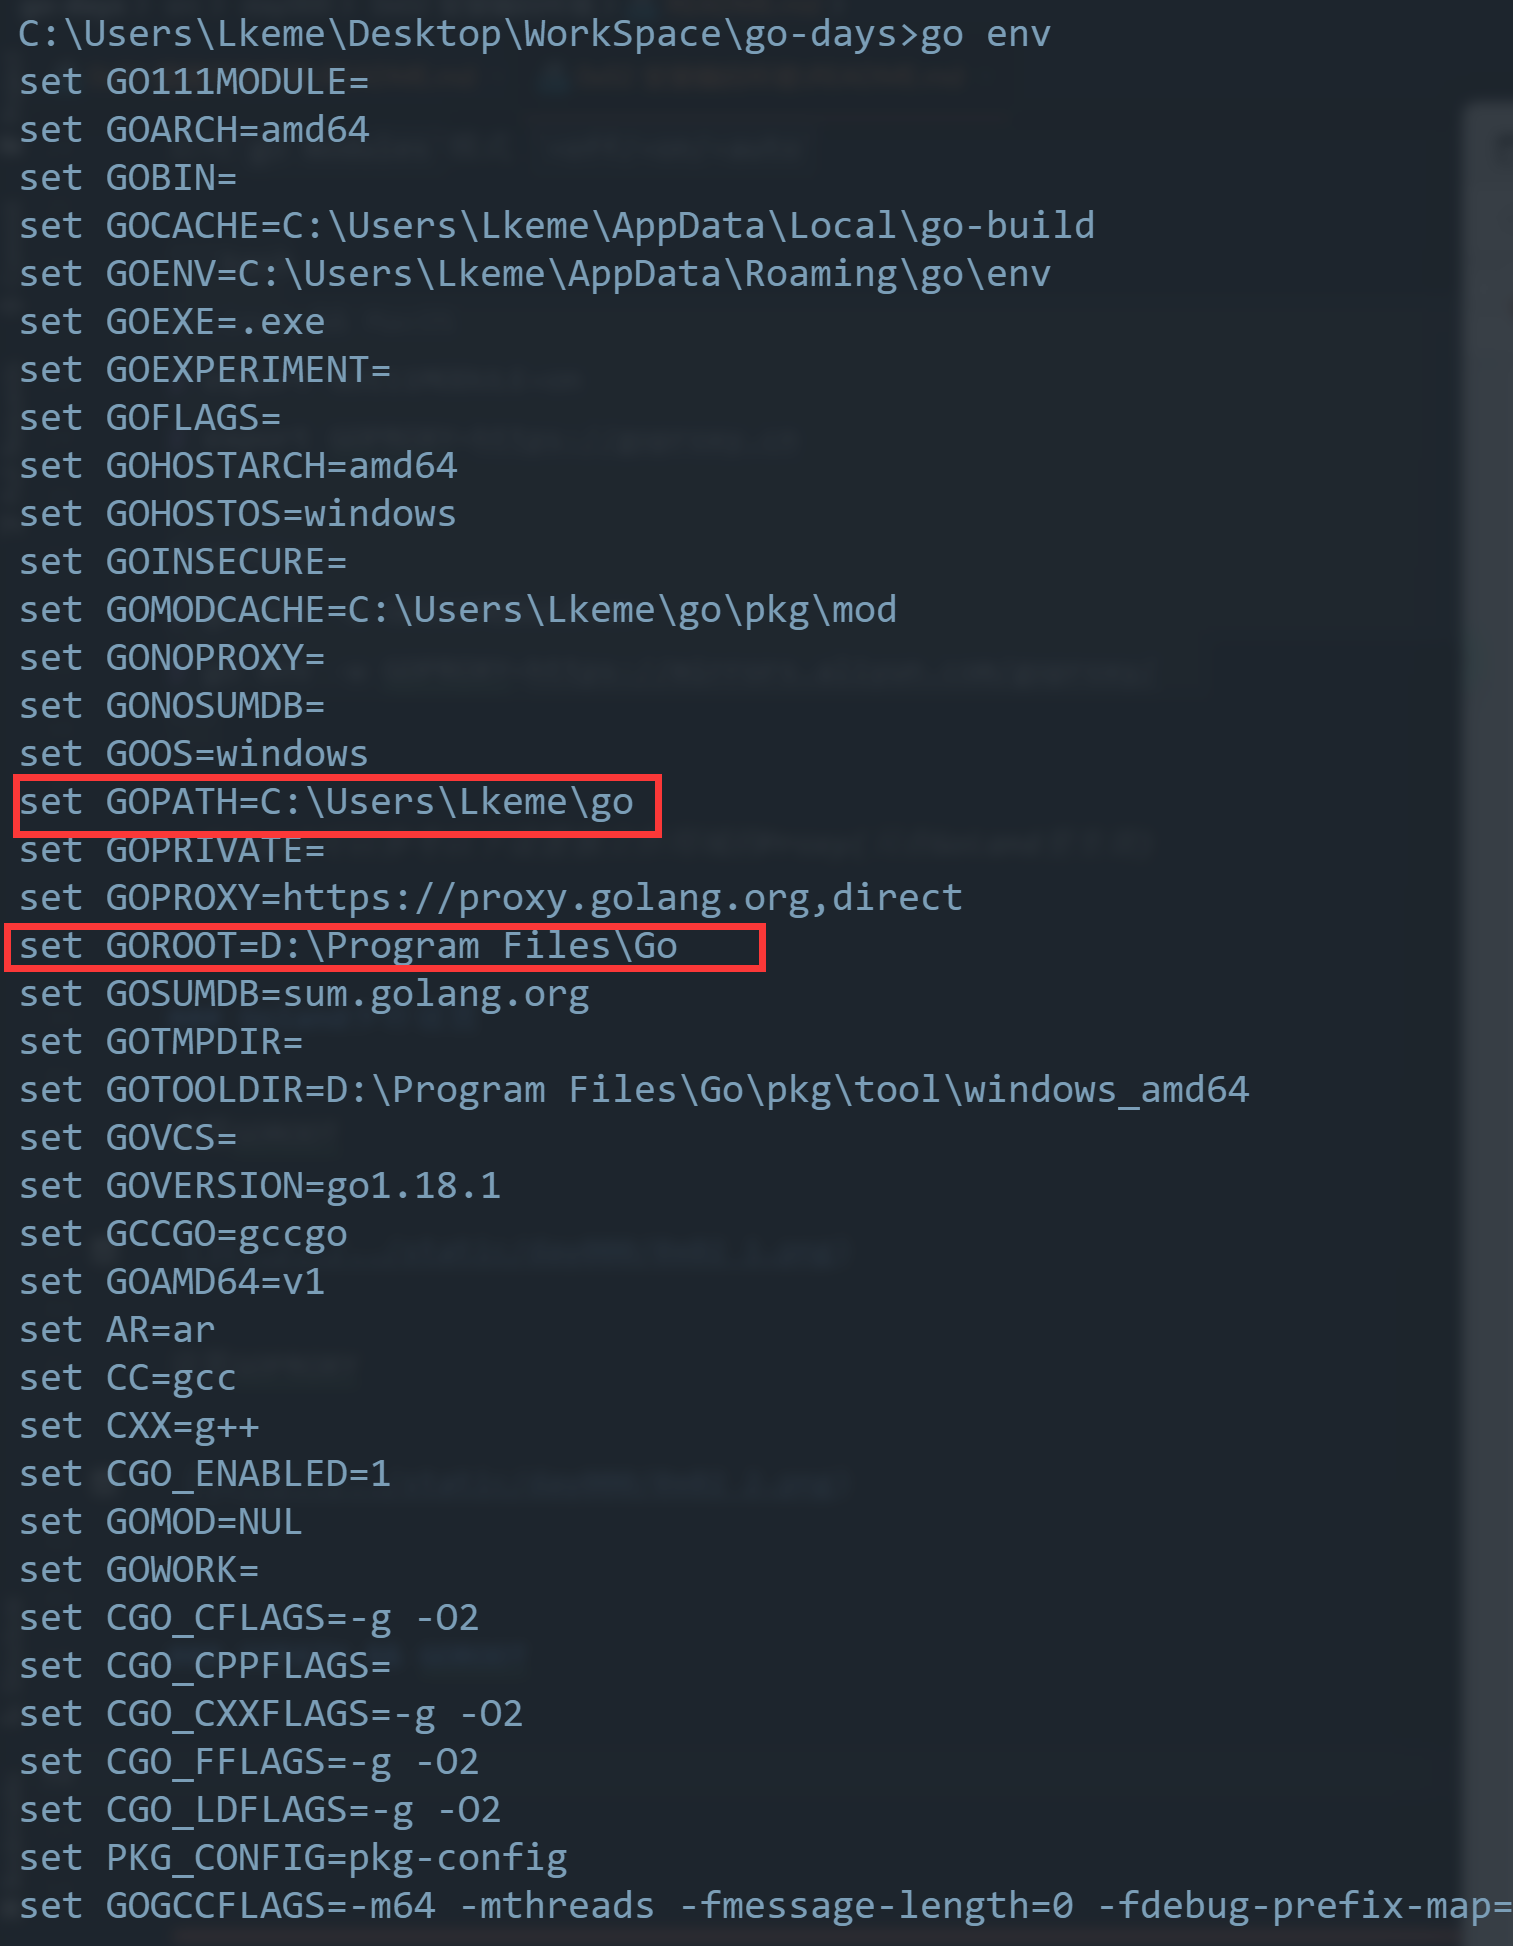 C:\Users\Lkeme\Desktop\WorkSpace\go-days>go env
set GO111MODULE=
set GOARCH=amd64
set GOBIN=
set GOCACHE=C:\Users\Lkeme\AppData\Local\go-build
set GOENV=C:\Users\Lkeme\AppData\Roaming\go\env
set GOEXE=.exe
set GOEXPERIMENT=
set GOFLAGS=
set GOHOSTARCH=amd64
set GOHOSTOS=windows
set GOINSECURE=
set GOMODCACHE=C:\Users\Lkeme\go\pkg\mod
set GONOPROXY=
set GONOSUMDB=
set GOOS=windows
set GOPATH=C:\Users\Lkeme\go
set GOPRIVATE=
set GOPROXY=https://proxy.golang.org,direct
set GOROOT=D:\Program Files\Go
set GOSUMDB=sum.golang.org
set GOTMPDIR=
set GOTOOLDIR=D:\Program Files\Go\pkg\tool\windows_amd64
set GOVCS=
set GOVERSION=go1.18.1
set GCCGO=gccgo
set GOAMD64=v1
set AR=ar
set CC=gcc
set CXX=g++
set CGO_ENABLED=1
set GOMOD=NUL
set GOWORK=
set CGO_CFLAGS=-g -O2
set CGO_CPPFLAGS=
set CGO_CXXFLAGS=-g -O2
set CGO_FFLAGS=-g -O2
set CGO_LDFLAGS=-g -O2
set PKG_CONFIG=pkg-config
set GOGCCFLAGS=-m64 -mthreads -fmessage-length=0 -fdebug-prefix-map=